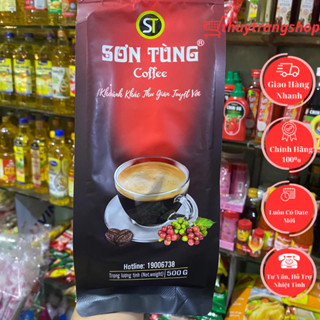 thuytrangshop
ST
SƠN TÙNG®
Coffee
Khoảnh Khắc Thư Giãn Tuyệt Vời
Hotline: 19006738
Trọng lượng tịnh (Net weight): 500 G
Giao Hàng
Nhanh
Chính Hãng
100%
Luôn Có Date
Mới
Tư Vấn, Hỗ Trợ
Nhiệt Tình